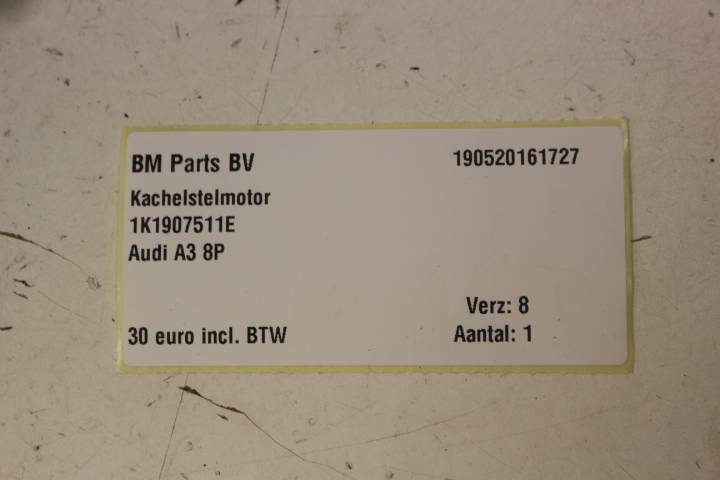 BM Parts BV 190520161727
Kachelstelmotor
1K1907511E
Audi A3 8P
Verz: 8
30 euro incl. BTW Aantal: 1